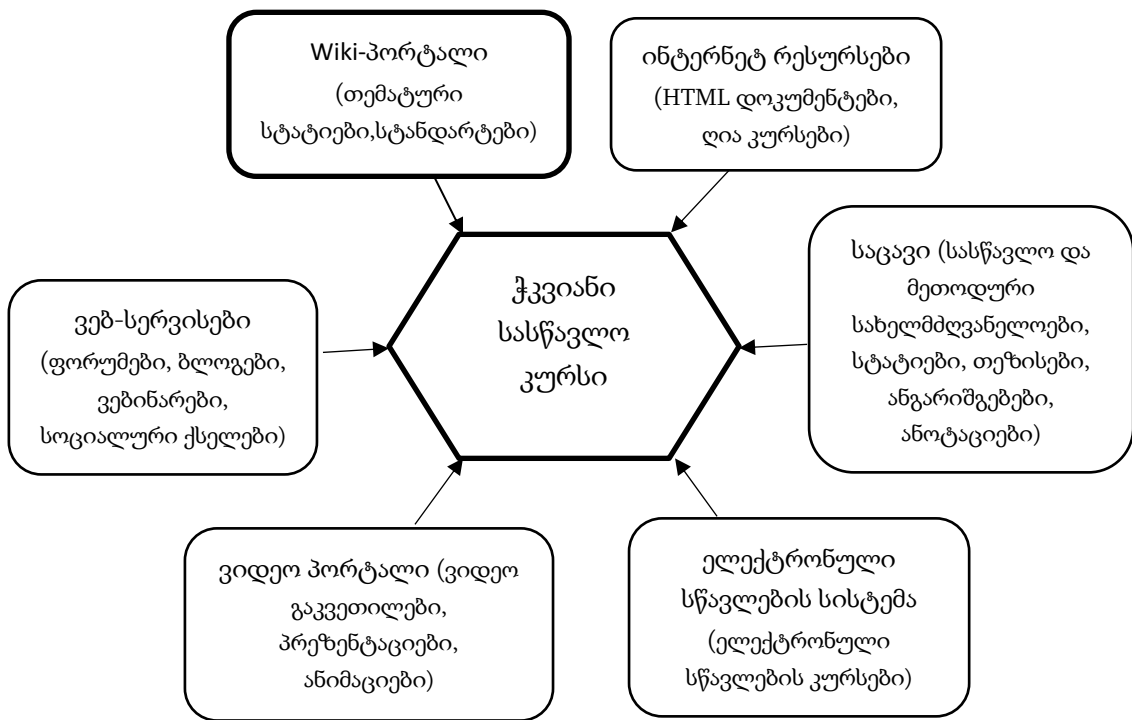 Wiki-პორტალი
(თემატური
სტატიები,სტანდარტები)
ინტერნეტ რესურსები
(HTML დოკუმენტები,
ღია კურსები)
ვებ-სერვისები
(ფორუმები, ბლოგები,
ვებინარები,
სოციალური ქსელები)
ჭკვიანი
სასწავლო
კურსი
საცავი (სასწავლო და
მეთოდური
სახელმძღვანელოები,
სტატიები, თეზისები,
ანგარიშგებები,
ანოტაციები)
ვიდეო პორტალი (ვიდეო
გაკვეთილები,
პრეზენტაციები,
ანიმაციები)
ელექტრონული
სწავლების სისტემა
(ელექტრონული
სწავლების კურსები)